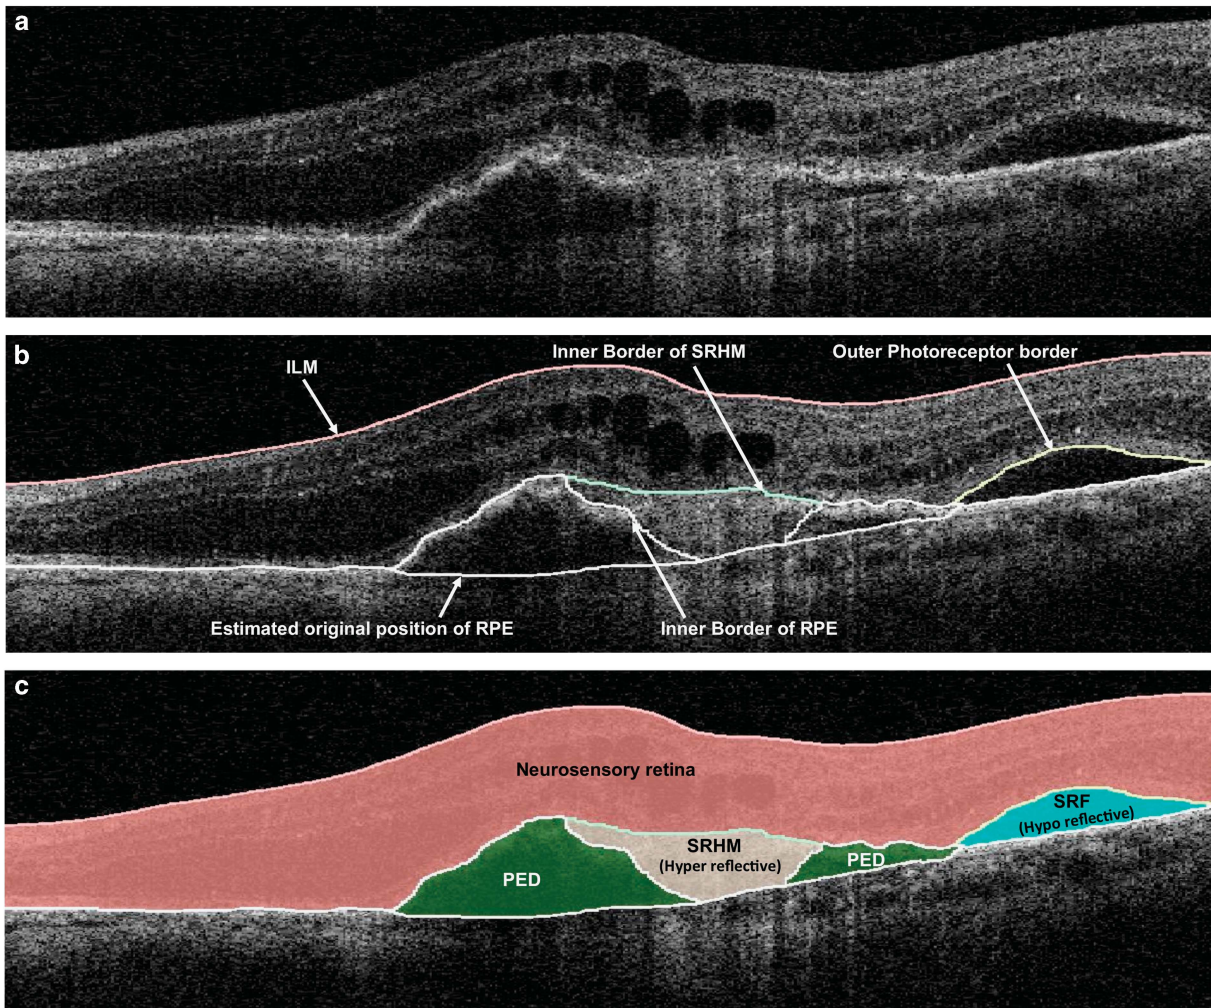 a
b
Inner Border of SRHM
Outer Photoreceptor border
ILM
Estimated original position of RPE
Inner Border of RPE
c
Neurosensory retina
SRF
(Hypo reflective)
SRHM
(Hyper reflective)
PED
PED